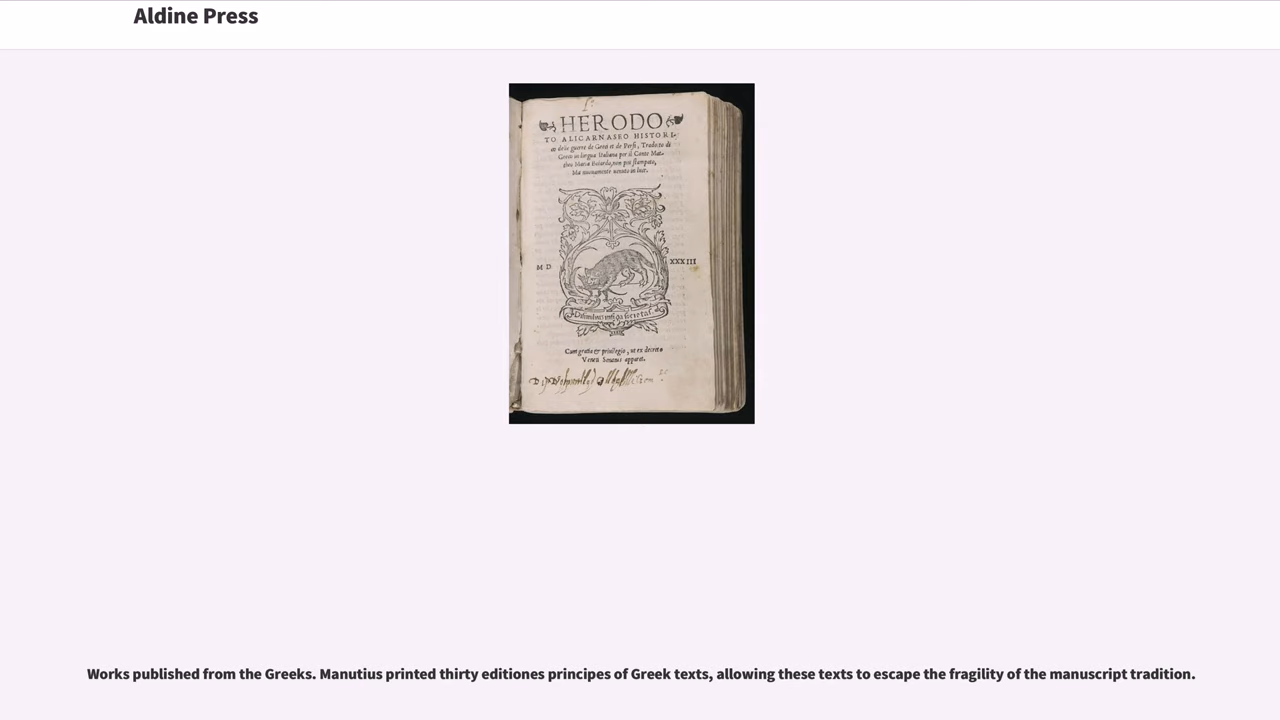 Aldine Press
HERODO
TO ALICARNASEO HISTORI-
co delle guerre de Greci et de Persi, Tradotto di
Greco in lingua Italiana per il Conte Mat-
theo Maria Boiardo, non piu stampato,
Ma nuouamente uenuto in luce.
M D XXXIII
Cum gratia & priuilegio, ut ex decreto
Veneti Senatus apparet.
Works published from the Greeks. Manutius printed thirty editiones principes of Greek texts, allowing these texts to escape the fragility of the manuscript tradition.